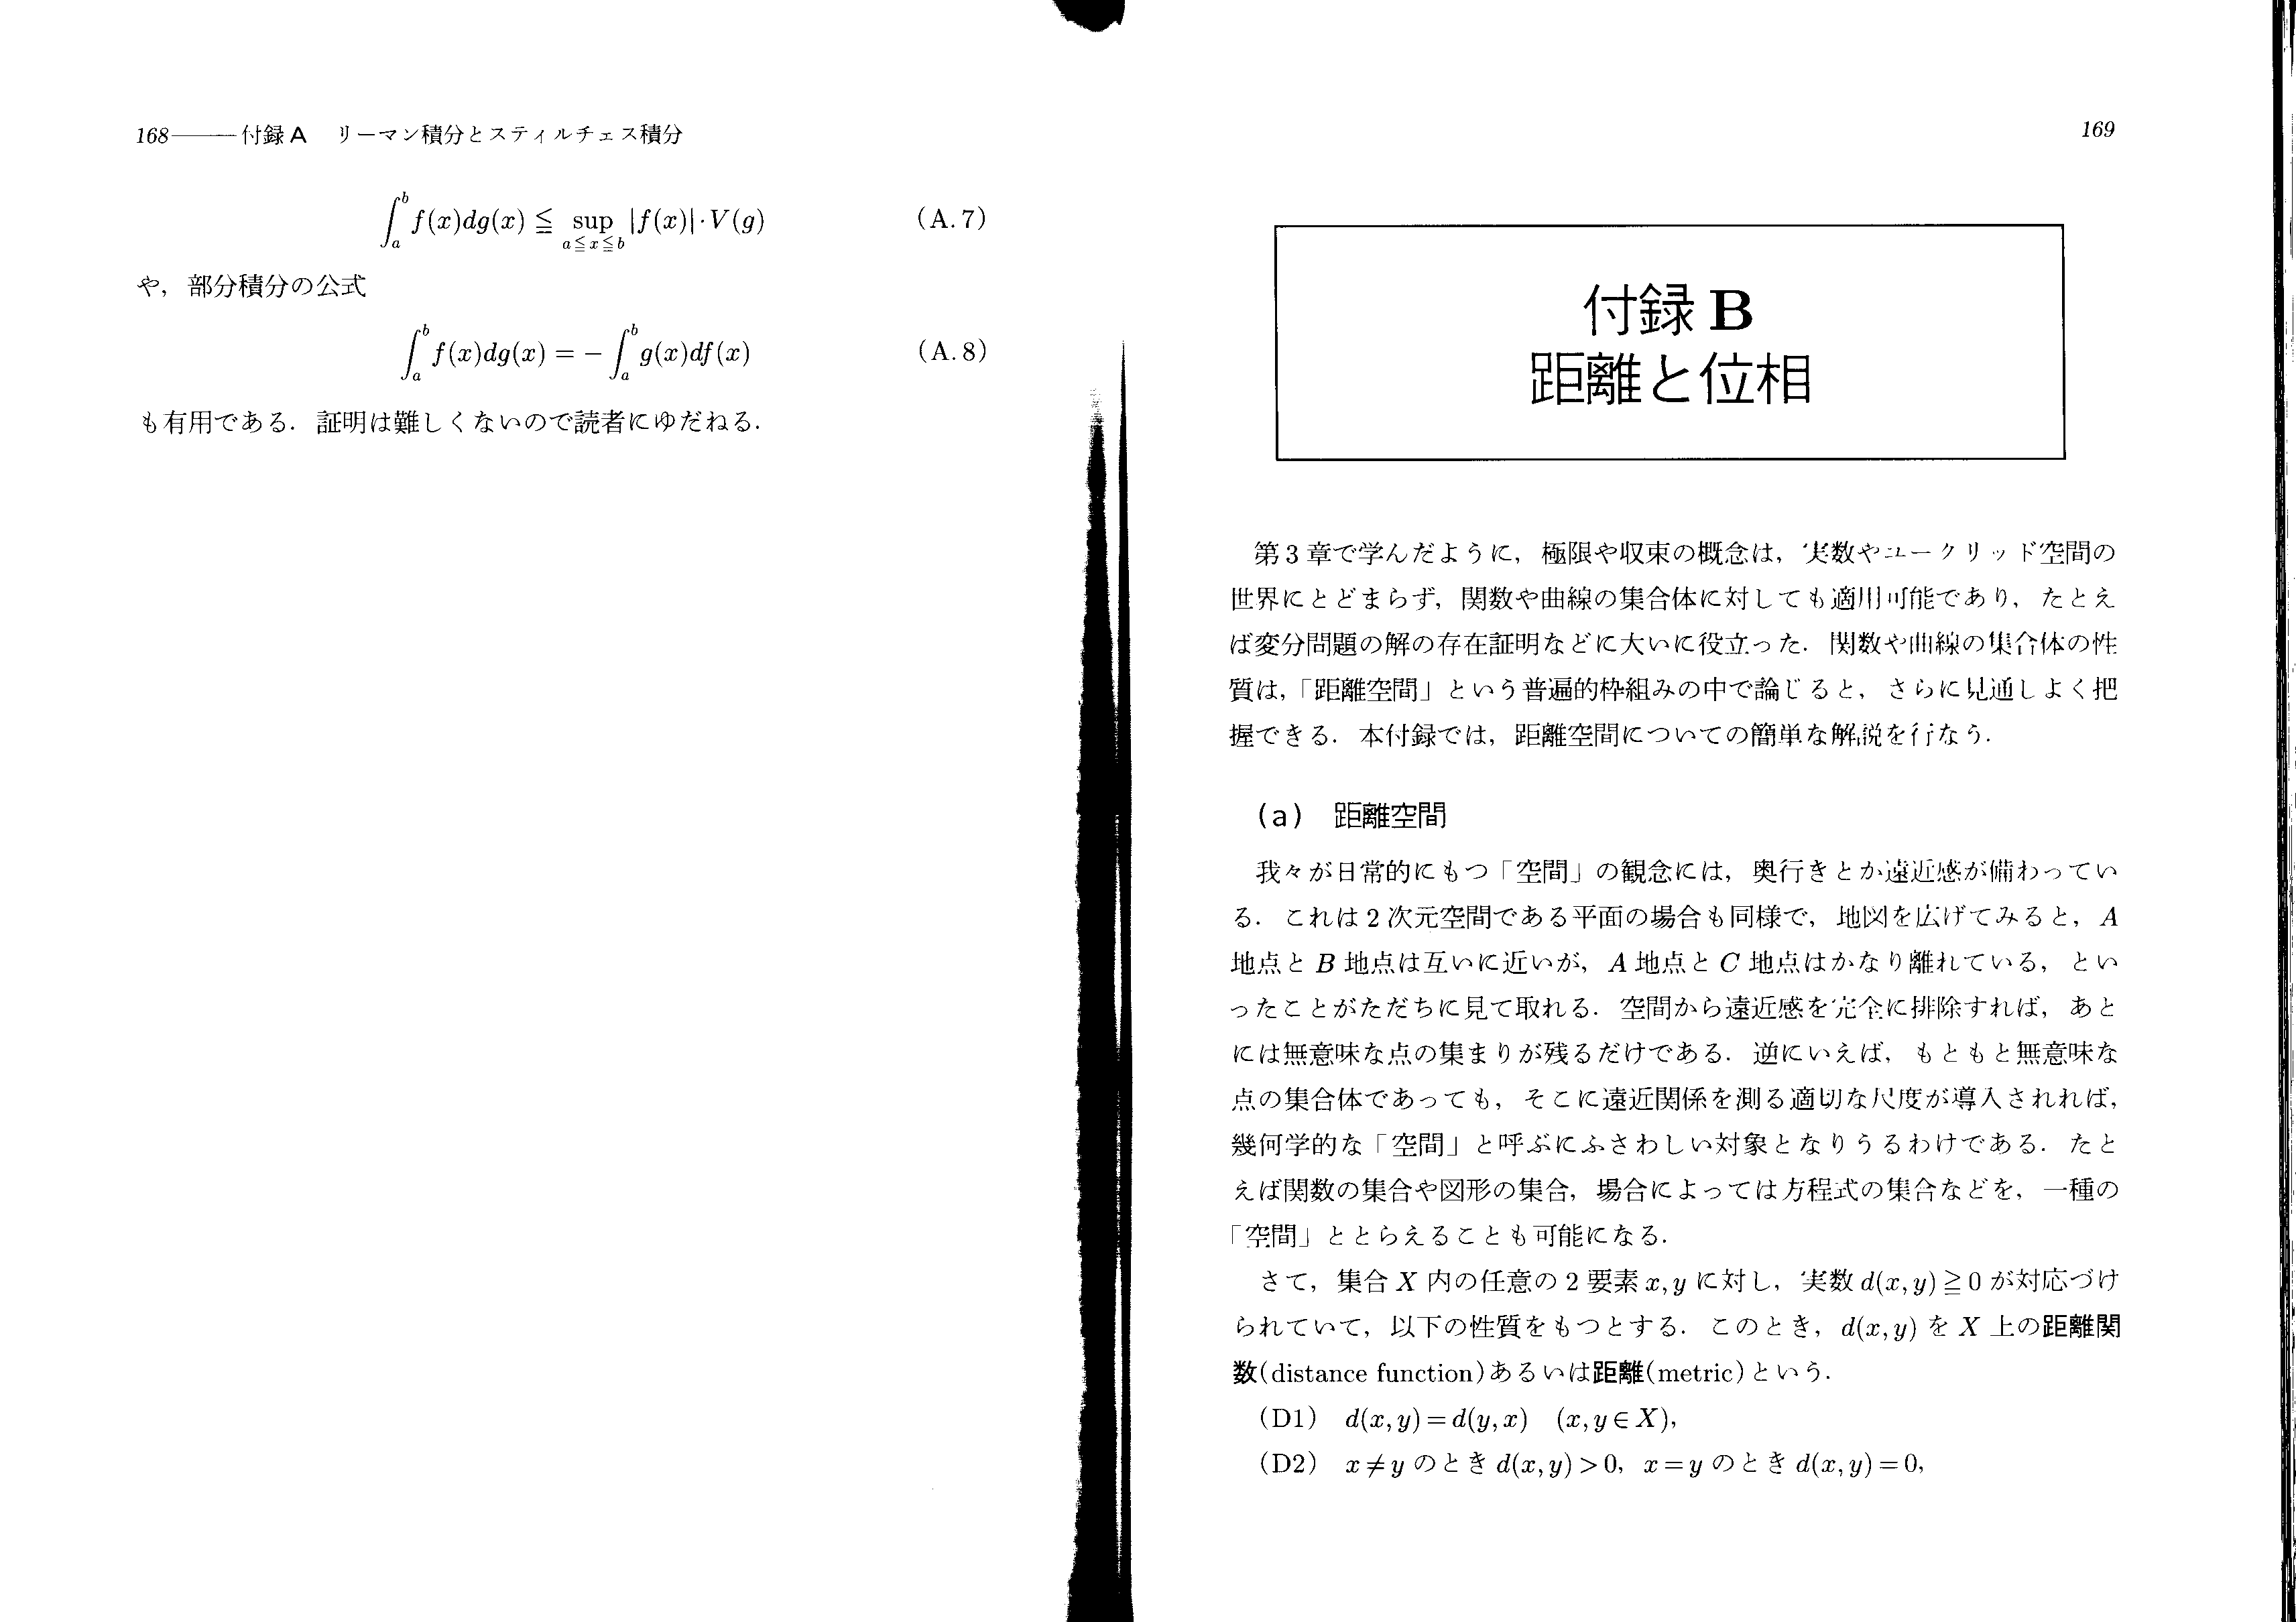 168———付録A　リーマン積分とスティルチェス積分
∫_a^b f(x)dg(x) ≦ sup_{a≦x≦b} |f(x)|·V(g)　(A.7)
や，部分積分の公式
∫_a^b f(x)dg(x) = −∫_a^b g(x)df(x)　(A.8)
も有用である．証明は難しくないので読者にゆだねる．
169
付録B
距離と位相
第3章で学んだように，極限や収束の概念は，実数やユークリッド空間の
世界にとどまらず，関数や曲線の集合体に対しても適用可能であり，たとえ
ば変分問題の解の存在証明などに大いに役立った．関数や曲線の集合体の性
質は，「距離空間」という普遍的枠組みの中で論じると，さらに見通しよく把
握できる．本付録では，距離空間についての簡単な解説を行なう．
(a)　距離空間
我々が日常的にもつ「空間」の観念には，奥行きとか遠近感が備わってい
る．これは2次元空間である平面の場合も同様で，地図を広げてみると，A
地点とB地点は互いに近いが，A地点とC地点はかなり離れている，とい
ったことがただちに見て取れる．空間から遠近感を完全に排除すれば，あと
には無意味な点の集まりが残るだけである．逆にいえば，もともと無意味な
点の集合体であっても，そこに遠近関係を測る適切な尺度が導入されれば，
幾何学的な「空間」と呼ぶにふさわしい対象となりうるわけである．たと
えば関数の集合や図形の集合，場合によっては方程式の集合などを，一種の
「空間」ととらえることも可能になる．
さて，集合X内の任意の2要素x,yに対し，実数d(x,y)≧0が対応づけ
られていて，以下の性質をもつとする．このとき，d(x,y)をX上の距離関
数(distance function)あるいは距離(metric)という．
(D1)　d(x,y)=d(y,x)　(x,y∈X),
(D2)　x≠yのときd(x,y)>0，x=yのときd(x,y)=0,